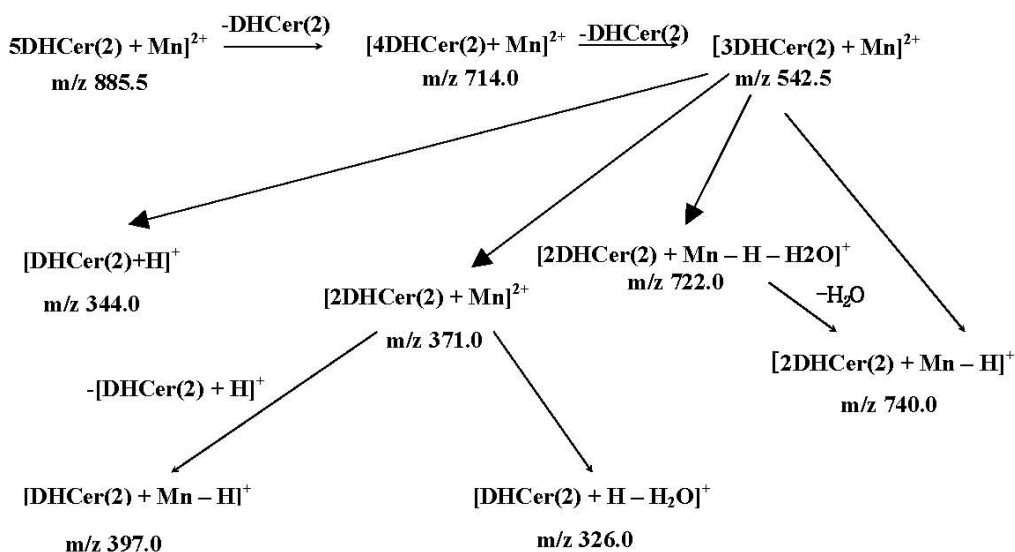 5DHCer(2) + Mn]²⁺ -DHCer(2) [4DHCer(2)+ Mn]²⁺ -DHCer(2) [3DHCer(2) + Mn]²⁺
m/z 885.5 m/z 714.0 m/z 542.5
[DHCer(2)+H]⁺
m/z 344.0
[2DHCer(2) + Mn]²⁺
m/z 371.0
[2DHCer(2) + Mn – H – H2O]⁺
m/z 722.0
–H₂O
[2DHCer(2) + Mn – H]⁺
m/z 740.0
-[DHCer(2) + H]⁺
[DHCer(2) + Mn – H]⁺
m/z 397.0
[DHCer(2) + H – H₂O]⁺
m/z 326.0